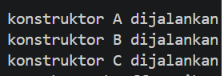 konstruktor A dijalankan
konstruktor B dijalankan
konstruktor C dijalankan